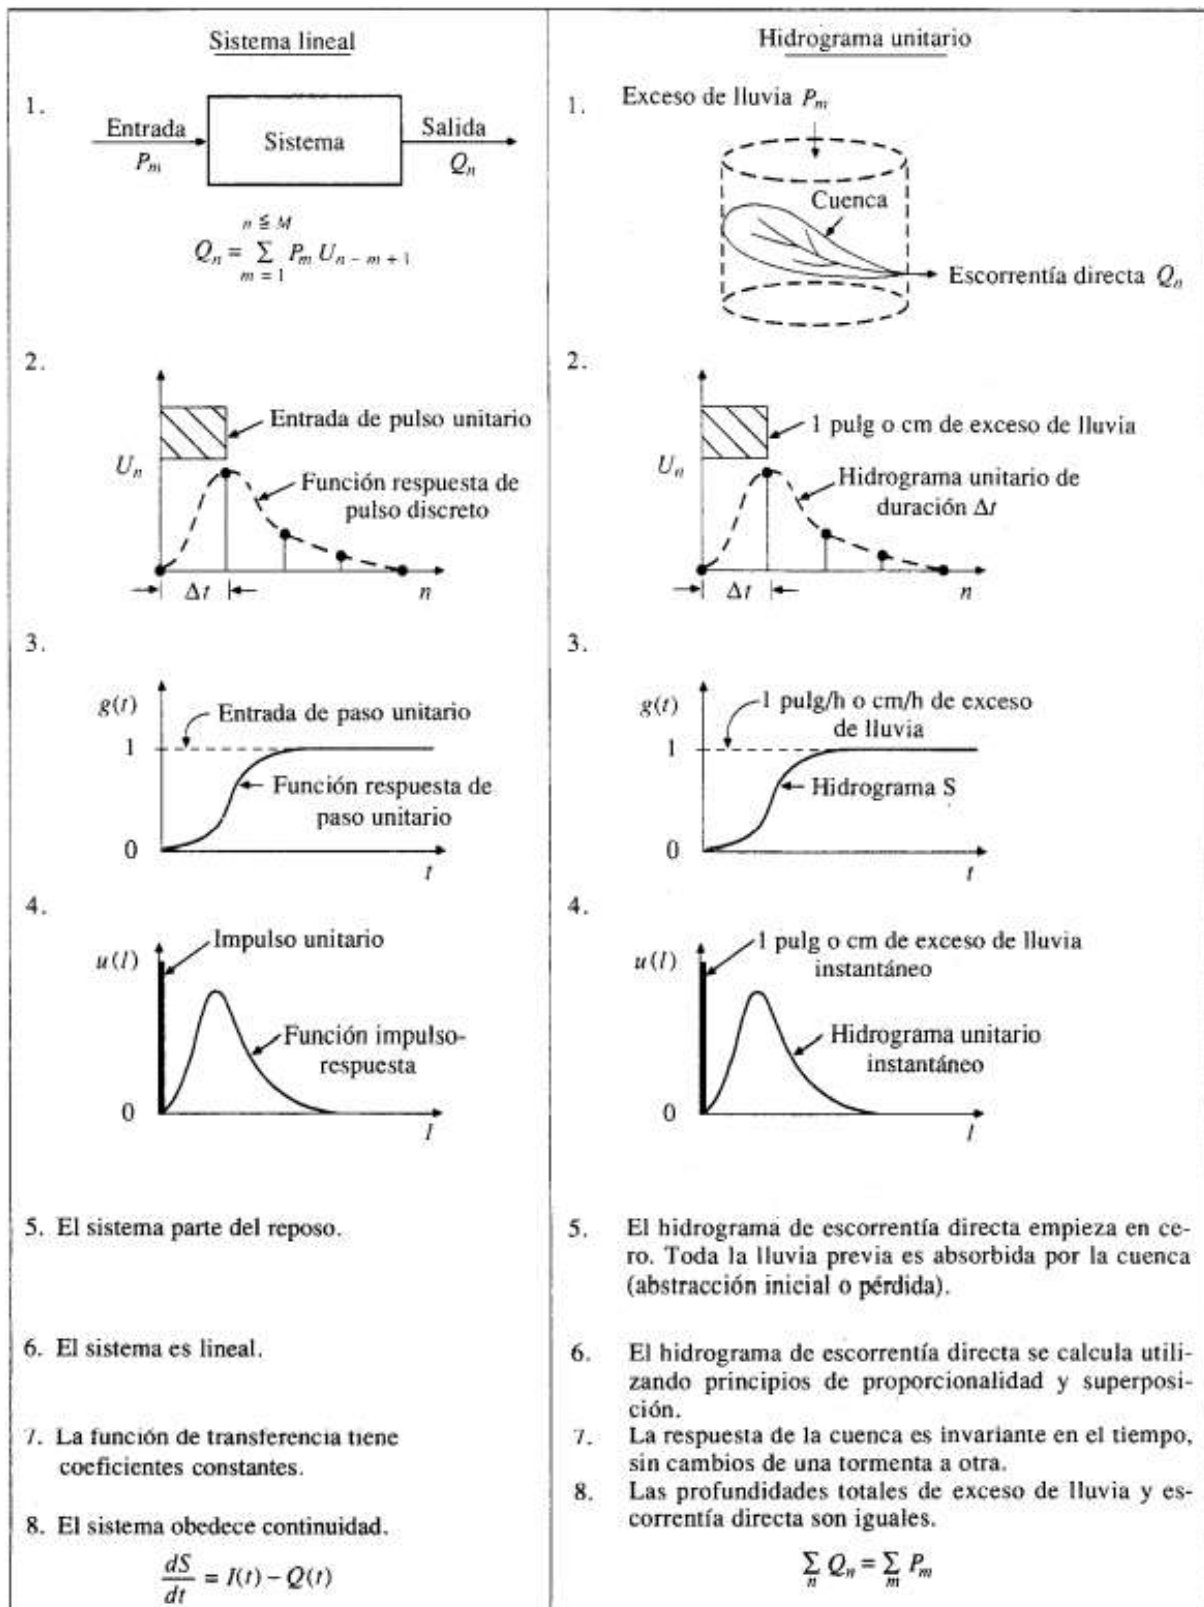 Sistema lineal
1.
Entrada
P_m
Sistema
Salida
Q_n
n ≦ M
Q_n = Σ P_m U_{n − m + 1}
m = 1
2.
Entrada de pulso unitario
U_n
Función respuesta de
pulso discreto
Δt
n
3.
g(t)
Entrada de paso unitario
1
Función respuesta de
paso unitario
0
t
4.
Impulso unitario
u(l)
Función impulso-
respuesta
0
l
5. El sistema parte del reposo.
6. El sistema es lineal.
7. La función de transferencia tiene
coeficientes constantes.
8. El sistema obedece continuidad.
dS/dt = I(t) − Q(t)
Hidrograma unitario
1.
Exceso de lluvia P_m
Cuenca
Escorrentía directa Q_n
2.
1 pulg o cm de exceso de lluvia
U_n
Hidrograma unitario de
duración Δt
Δt
n
3.
g(t)
1 pulg/h o cm/h de exceso
de lluvia
1
Hidrograma S
0
t
4.
1 pulg o cm de exceso de lluvia
instantáneo
u(l)
Hidrograma unitario
instantáneo
0
l
5. El hidrograma de escorrentía directa empieza en ce-
ro. Toda la lluvia previa es absorbida por la cuenca
(abstracción inicial o pérdida).
6. El hidrograma de escorrentía directa se calcula utili-
zando principios de proporcionalidad y superposi-
ción.
7. La respuesta de la cuenca es invariante en el tiempo,
sin cambios de una tormenta a otra.
8. Las profundidades totales de exceso de lluvia y es-
correntía directa son iguales.
Σ_n Q_n = Σ_m P_m